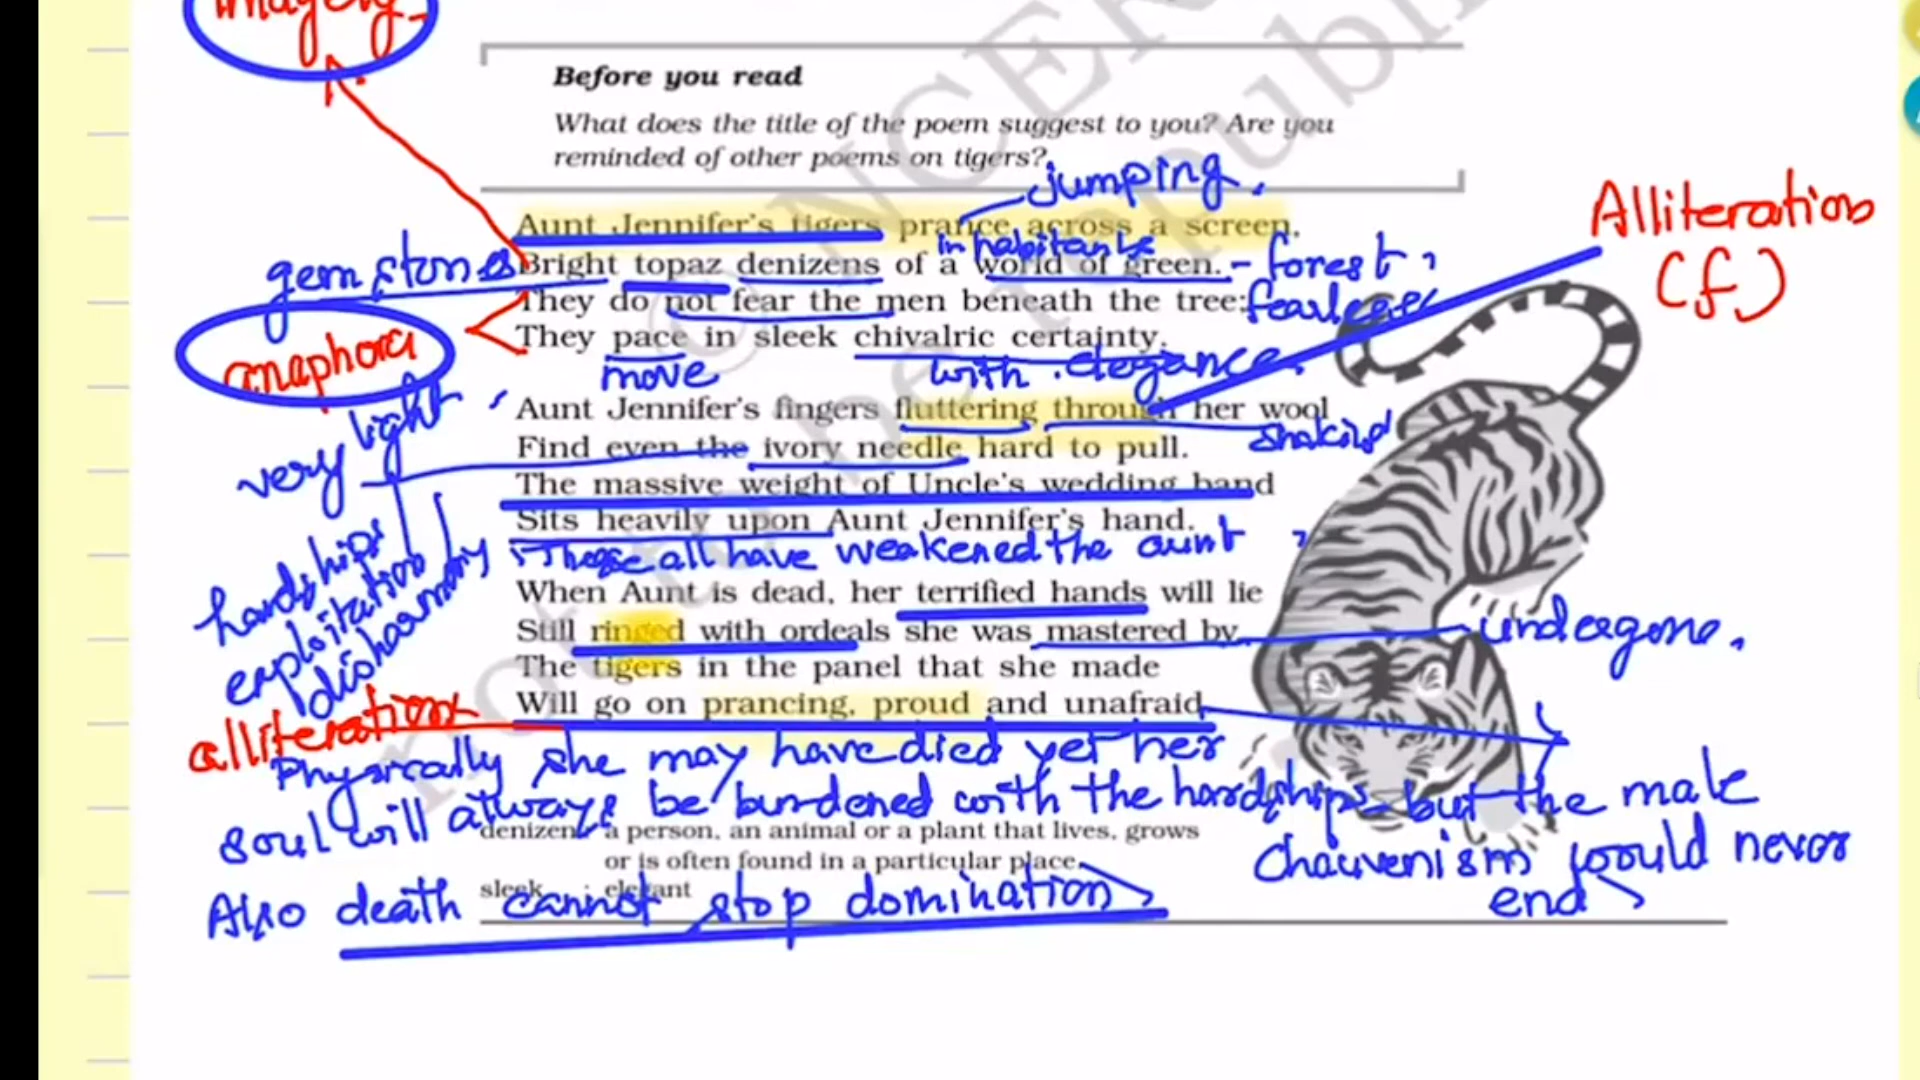 imagery
Before you read
What does the title of the poem suggest to you? Are you
reminded of other poems on tigers?
jumping.
Alliteration
(f)
Aunt Jennifer's tigers prance across a screen,
inhabitants
gem stones
Bright topaz denizens of a world of green. - forest,
They do not fear the men beneath the tree; fearless
anaphora
They pace in sleek chivalric certainty.
move
with elegance.
very light
Aunt Jennifer's fingers fluttering through her wool
shaking
Find even the ivory needle hard to pull.
The massive weight of Uncle's wedding band
Sits heavily upon Aunt Jennifer's hand.
These all have weakened the aunt
hardships
exploitation
disharmony
When Aunt is dead, her terrified hands will lie
Still ringed with ordeals she was mastered by. undergone.
The tigers in the panel that she made
Will go on prancing, proud and unafraid.
alliteration
Physically she may have died yet her
soul will always be burdened with the hardships but the male
chauvenism would never
end
denizen : a person, an animal or a plant that lives, grows
or is often found in a particular place.
sleek : elegant
Also death cannot stop domination